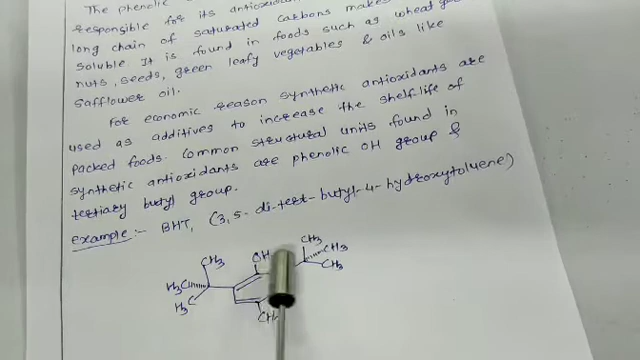 The phenolic
responsible for its antioxidant
long chain of saturated carbons makes
soluble. It is found in foods such as wheat
nuts, seeds, green leafy vegetables & oils like
safflower oil.
For economic reason synthetic antioxidants are
used as additives to increase the shelf life of
packed foods. Common structural units found in
synthetic antioxidants are phenolic OH group &
tertiary butyl group.
example :- BHT, (3,5-di-tert-butyl-4-hydroxytoluene)
CH3 OH CH3
H3C CH3
H3C CH3